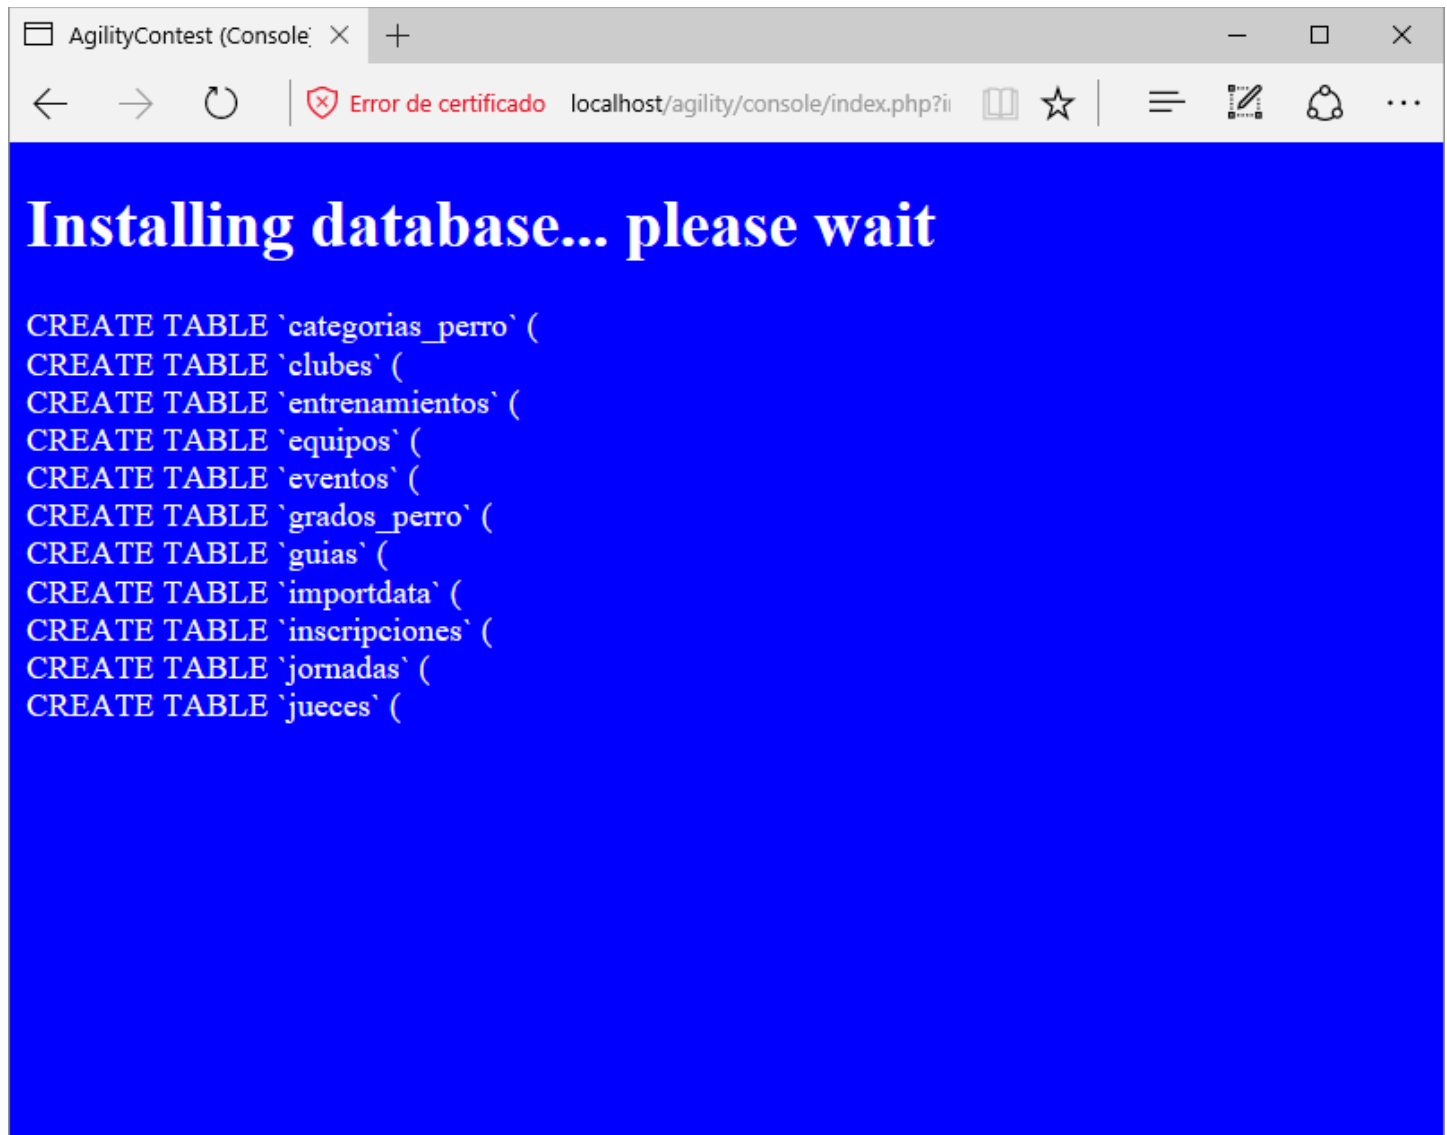 AgilityContest (Console)
Error de certificado localhost/agility/console/index.php?i
Installing database... please wait
CREATE TABLE `categorias_perro` (
CREATE TABLE `clubes` (
CREATE TABLE `entrenamientos` (
CREATE TABLE `equipos` (
CREATE TABLE `eventos` (
CREATE TABLE `grados_perro` (
CREATE TABLE `guias` (
CREATE TABLE `importdata` (
CREATE TABLE `inscripciones` (
CREATE TABLE `jornadas` (
CREATE TABLE `jueces` (